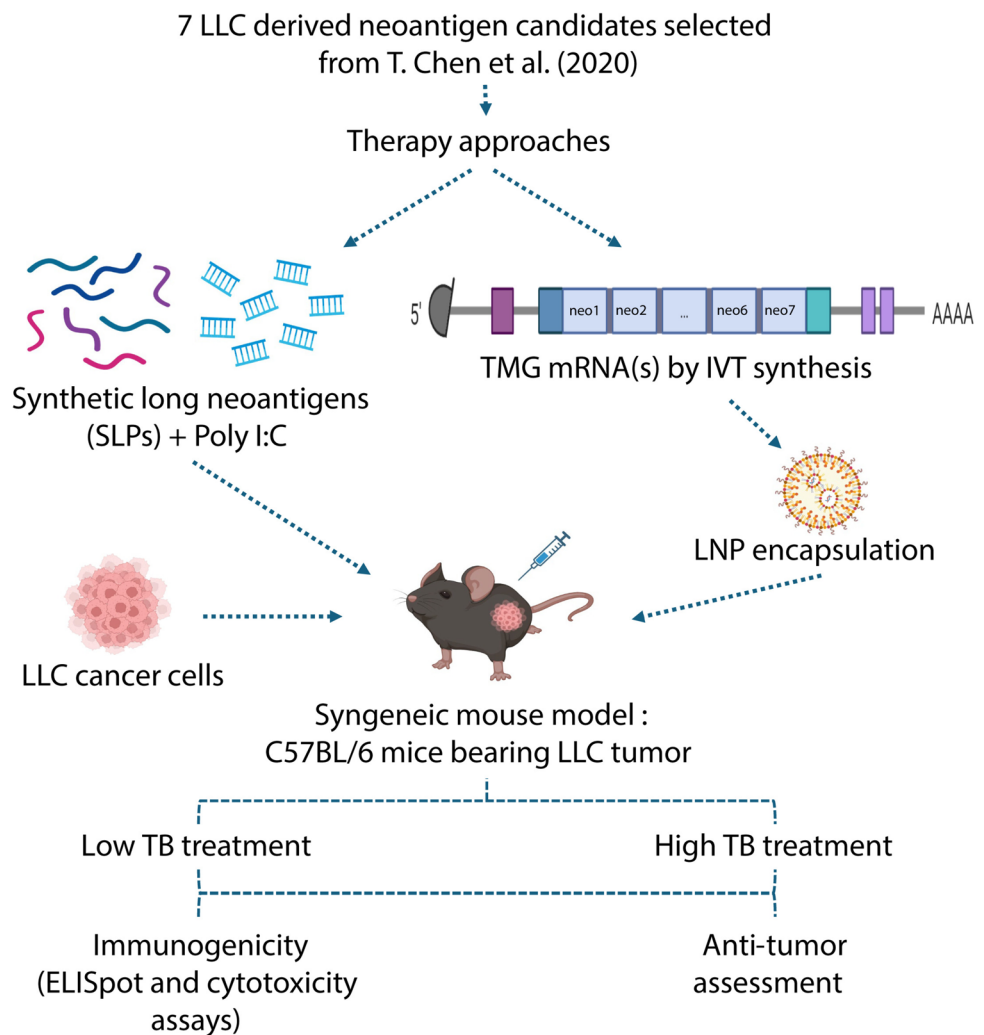 7 LLC derived neoantigen candidates selected
from T. Chen et al. (2020)
Therapy approaches
5'
neo1
neo2
...
neo6
neo7
AAAA
TMG mRNA(s) by IVT synthesis
Synthetic long neoantigens
(SLPs) + Poly I:C
LNP encapsulation
LLC cancer cells
Syngeneic mouse model :
C57BL/6 mice bearing LLC tumor
Low TB treatment
High TB treatment
Immunogenicity
(ELISpot and cytotoxicity
assays)
Anti-tumor
assessment